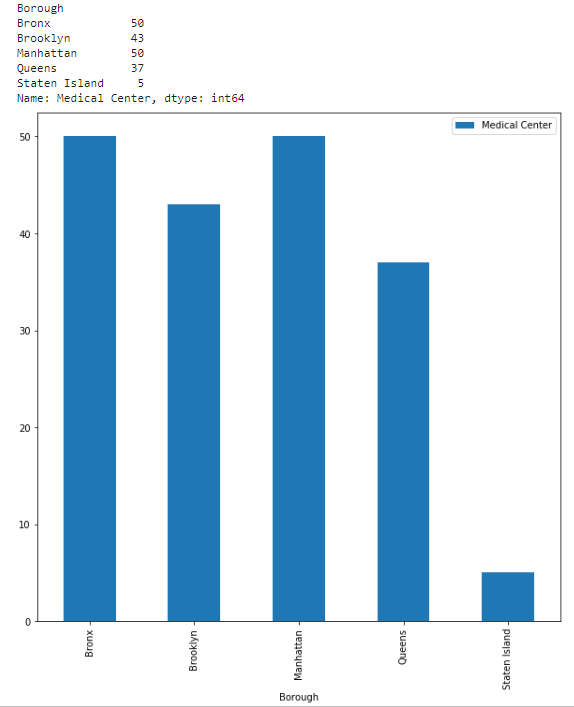 Borough
Bronx 50
Brooklyn 43
Manhattan 50
Queens 37
Staten Island 5
Name: Medical Center, dtype: int64
Medical Center
50
40
30
20
10
0
Bronx
Brooklyn
Manhattan
Queens
Staten Island
Borough